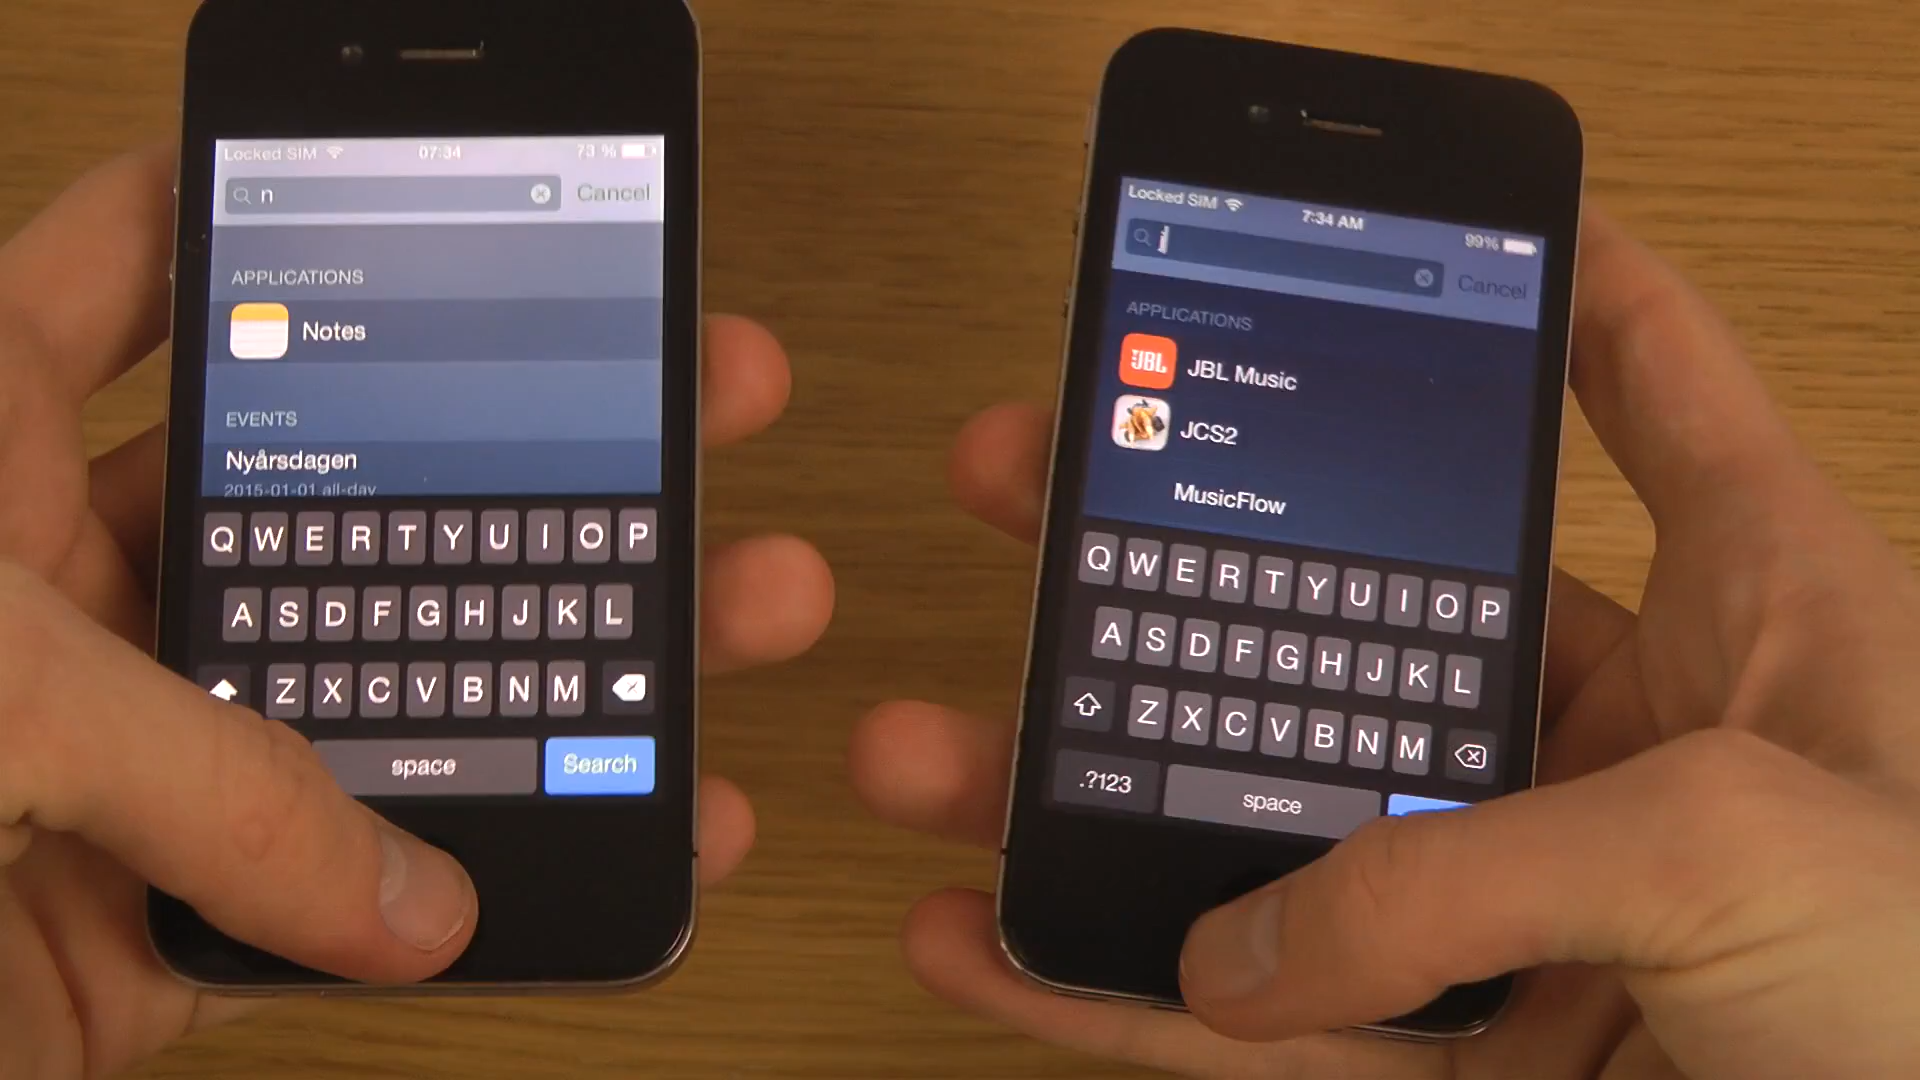 Locked SIM 07:34 73 %
n Cancel
APPLICATIONS
Notes
EVENTS
Nyårsdagen
2015-01-01 all-day
Q W E R T Y U I O P
A S D F G H J K L
Z X C V B N M
space Search
Locked SIM 7:34 AM 99%
j Cancel
APPLICATIONS
JBL JBL Music
JCS2
MusicFlow
Q W E R T Y U I O P
A S D F G H J K L
Z X C V B N M
.?123 space